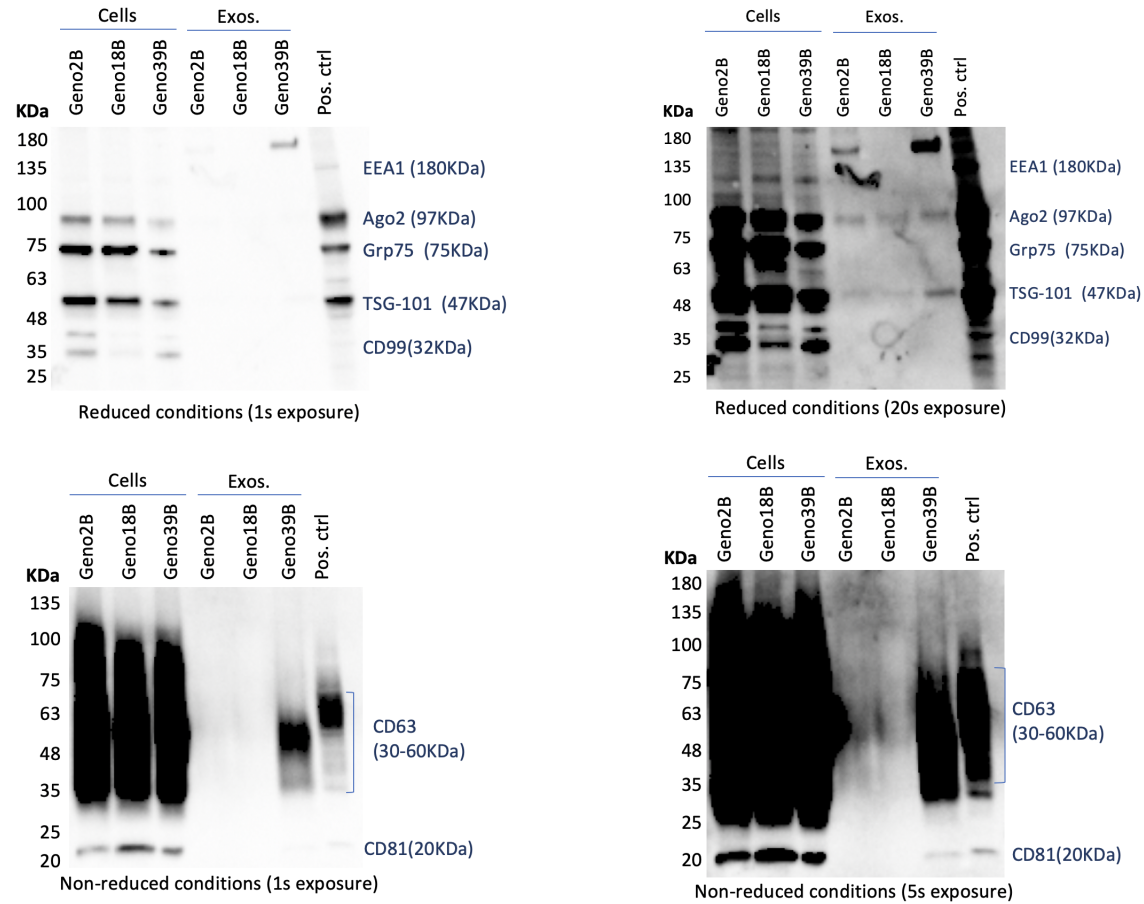 Cells Exos.
Geno2B Geno18B Geno39B Geno2B Geno18B Geno39B Pos. ctrl
KDa
180
135
100
75
63
48
35
25
EEA1 (180KDa)
Ago2 (97KDa)
Grp75 (75KDa)
TSG-101 (47KDa)
CD99(32KDa)
Reduced conditions (1s exposure)
Cells Exos.
Geno2B Geno18B Geno39B Geno2B Geno18B Geno39B Pos. ctrl
KDa
180
135
100
75
63
48
35
25
EEA1 (180KDa)
Ago2 (97KDa)
Grp75 (75KDa)
TSG-101 (47KDa)
CD99(32KDa)
Reduced conditions (20s exposure)
Cells Exos.
Geno2B Geno18B Geno39B Geno2B Geno18B Geno39B Pos. ctrl
KDa
135
100
75
63
48
35
25
20
CD63
(30-60KDa)
CD81(20KDa)
Non-reduced conditions (1s exposure)
Cells Exos.
Geno2B Geno18B Geno39B Geno2B Geno18B Geno39B Pos. ctrl
KDa
180
135
100
75
63
48
35
25
20
CD63
(30-60KDa)
CD81(20KDa)
Non-reduced conditions (5s exposure)